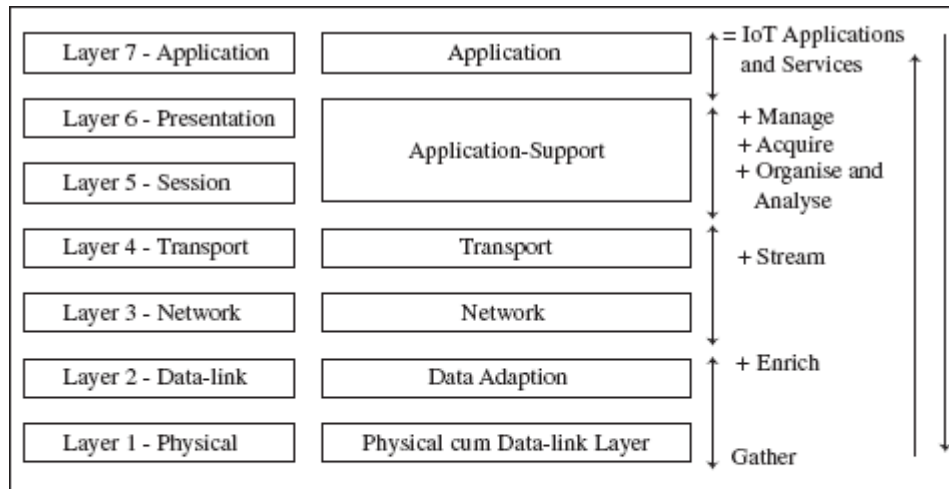 Layer 7 - Application
Application
= IoT Applications
and Services
Layer 6 - Presentation
Application-Support
+ Manage
+ Acquire
+ Organise and
Analyse
Layer 5 - Session
Layer 4 - Transport
Transport
+ Stream
Layer 3 - Network
Network
Layer 2 - Data-link
Data Adaption
+ Enrich
Layer 1 - Physical
Physical cum Data-link Layer
Gather